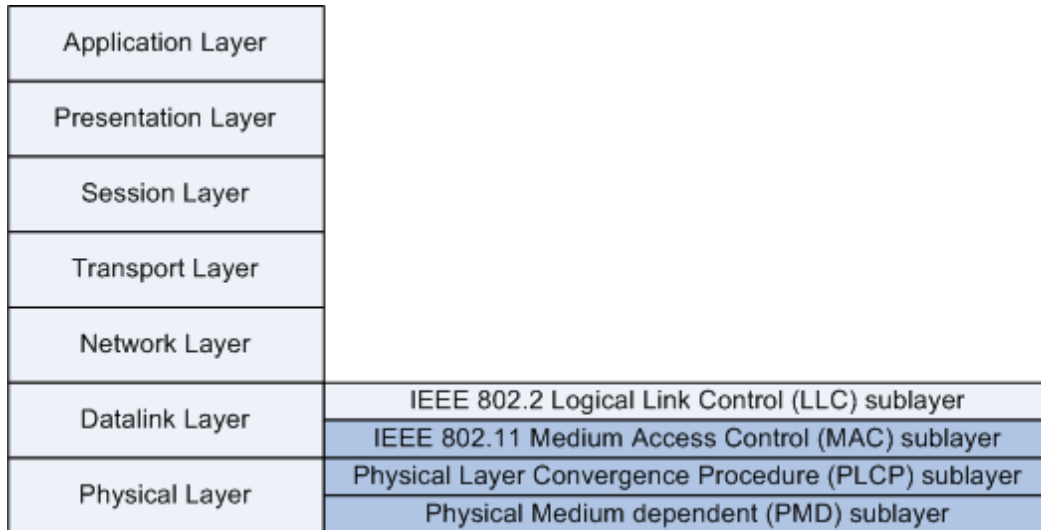 Application Layer
Presentation Layer
Session Layer
Transport Layer
Network Layer
Datalink Layer
IEEE 802.2 Logical Link Control (LLC) sublayer
IEEE 802.11 Medium Access Control (MAC) sublayer
Physical Layer
Physical Layer Convergence Procedure (PLCP) sublayer
Physical Medium dependent (PMD) sublayer